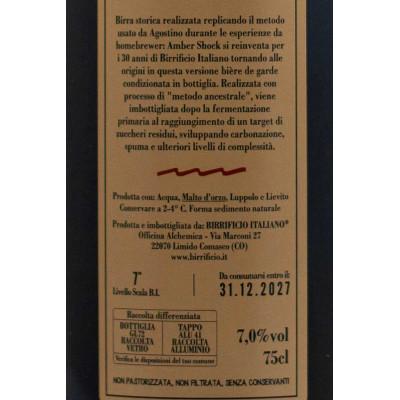 Birra storica realizzata replicando il metodo
usato da Agostino durante le esperienze da
homebrewer: Amber Shock si reinventa per
i 30 anni di Birrificio Italiano tornando alle
origini in questa versione bière de garde
condizionata in bottiglia. Realizzata con
processo di "metodo ancestrale", viene
imbottigliata dopo la fermentazione
primaria al raggiungimento di un target di
zuccheri residui, sviluppando carbonazione,
spuma e ulteriori livelli di complessità.
Prodotta con: Acqua, Malto d'orzo, Luppolo e Lievito
Conservare a 2-4° C. Forma sedimento naturale
Prodotta e imbottigliata da: BIRRIFICIO ITALIANO®
Officina Alchemica - Via Marconi 27
22070 Limido Comasco (CO)
www.birrificio.it
7°
Livello Scala B.I.
Da consumarsi entro il:
31.12.2027
Raccolta differenziata
BOTTIGLIA
GL72
RACCOLTA
VETRO
TAPPO
ALU 41
RACCOLTA
ALLUMINIO
Verifica le disposizioni del tuo comune
7,0%vol
75cl
NON PASTORIZZATA, NON FILTRATA, SENZA CONSERVANTI